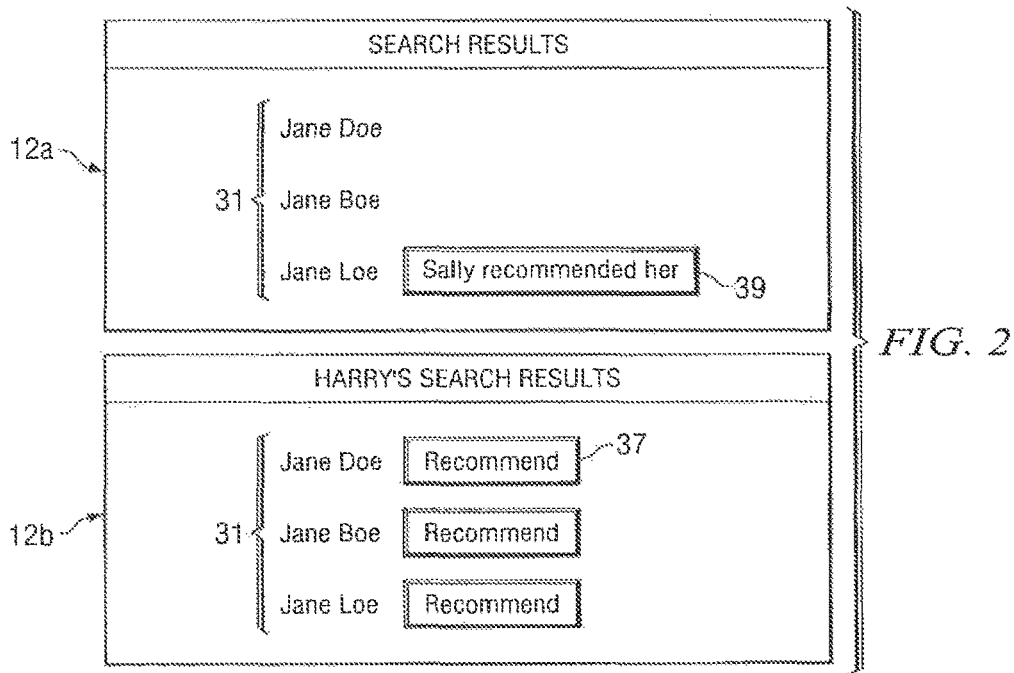 SEARCH RESULTS
12a
31
Jane Doe
Jane Boe
Jane Loe Sally recommended her 39
FIG. 2
HARRY'S SEARCH RESULTS
12b
31
Jane Doe Recommend 37
Jane Boe Recommend
Jane Loe Recommend